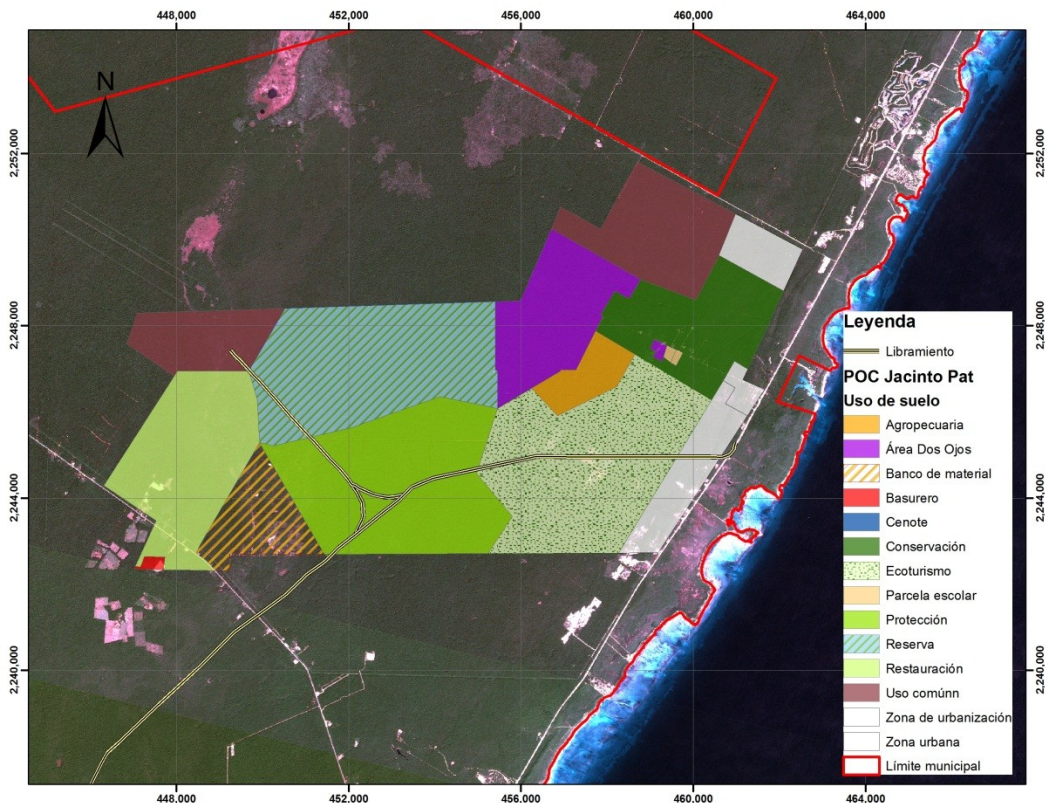 448,000 452,000 456,000 460,000 464,000
N
2,252,000 2,252,000
2,248,000 2,248,000
2,244,000 2,244,000
2,240,000 2,240,000
Leyenda
Libramiento
POC Jacinto Pat
Uso de suelo
Agropecuaria
Área Dos Ojos
Banco de material
Basurero
Cenote
Conservación
Ecoturismo
Parcela escolar
Protección
Reserva
Restauración
Uso comúnn
Zona de urbanización
Zona urbana
Límite municipal
448,000 452,000 456,000 460,000 464,000